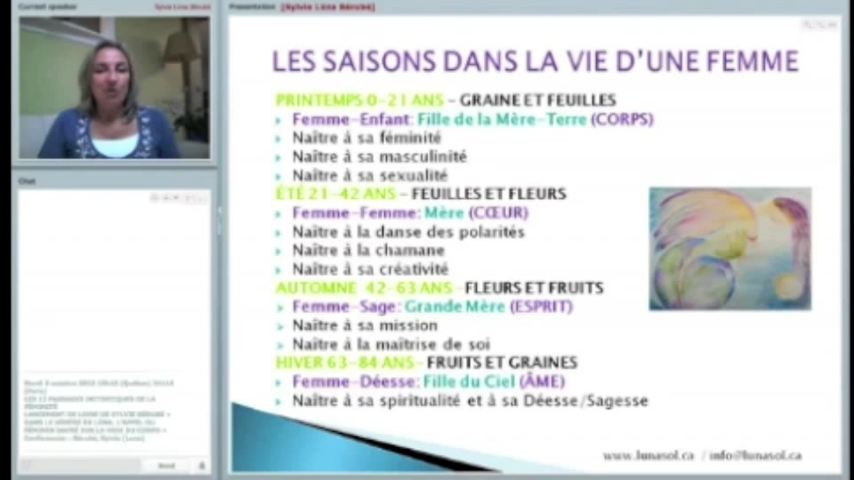 Current speaker
Sylvie Lüna Bérubé
Presentation [Sylvie Lüna Bérubé]
LES SAISONS DANS LA VIE D'UNE FEMME
PRINTEMPS 0-21 ANS – GRAINE ET FEUILLES
Femme-Enfant: Fille de la Mère-Terre (CORPS)
Naître à sa féminité
Naître à sa masculinité
Naître à sa sexualité
ÉTÉ 21-42 ANS – FEUILLES ET FLEURS
Femme-Femme: Mère (CŒUR)
Naître à la danse des polarités
Naître à la chamane
Naître à sa créativité
AUTOMNE 42-63 ANS – FLEURS ET FRUITS
Femme-Sage: Grande Mère (ESPRIT)
Naître à sa mission
Naître à la maîtrise de soi
HIVER 63-84 ANS – FRUITS ET GRAINES
Femme-Déesse: Fille du Ciel (ÂME)
Naître à sa spiritualité et à sa Déesse/Sagesse
www.lunasol.ca / info@lunasol.ca
Chat
Send